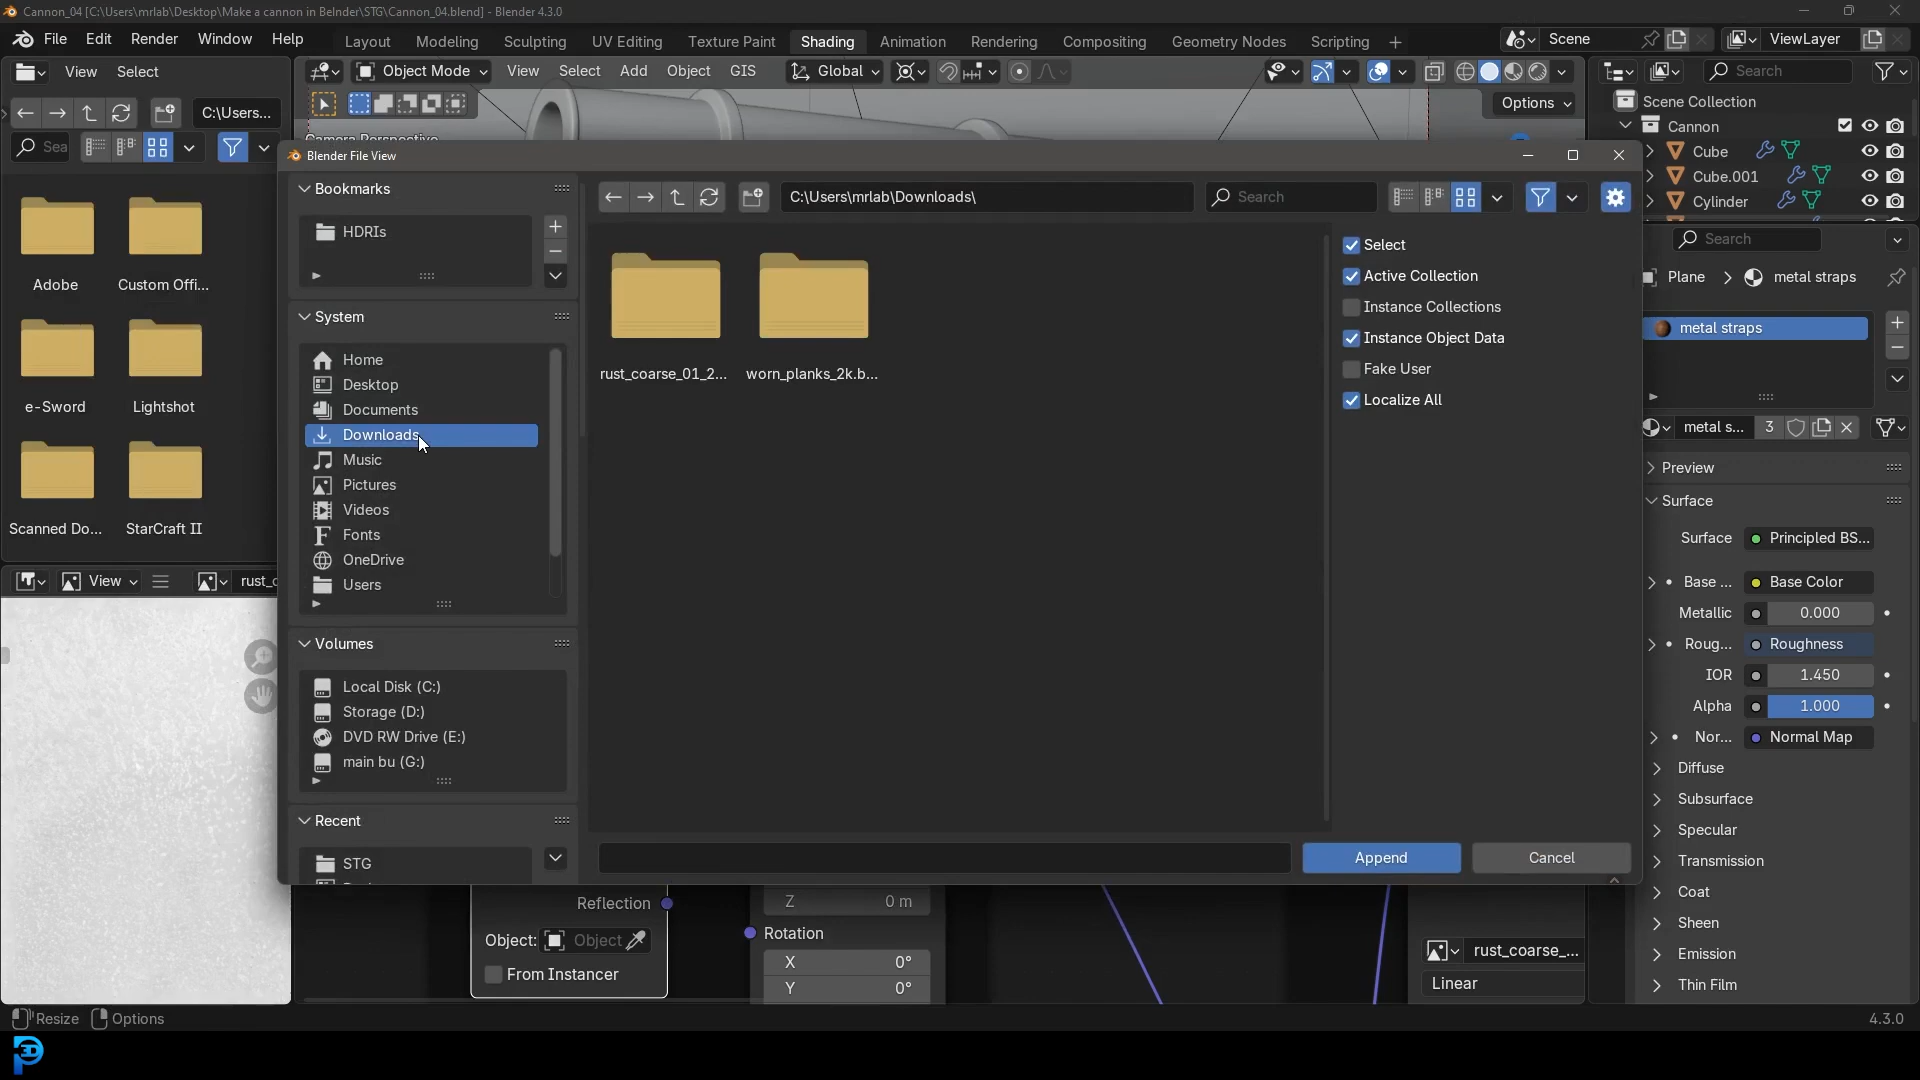 Cannon_04 [C:\Users\mrlab\Desktop\Make a cannon in Belnder\STG\Cannon_04.blend] - Blender 4.3.0
File Edit Render Window Help
Layout Modeling Sculpting UV Editing Texture Paint Shading Animation Rendering Compositing Geometry Nodes Scripting +
Scene
ViewLayer
View Select
Object Mode View Select Add Object GIS Global
Search
C:\Users...
Options
Scene Collection
Cannon
Cube
Cube.001
Cylinder
Sea
Camera Perspective
Adobe
Custom Offi...
e-Sword
Lightshot
Scanned Do...
StarCraft II
View
Blender File View
Bookmarks
HDRIs
System
Home
Desktop
Documents
Downloads
Music
Pictures
Videos
Fonts
OneDrive
Users
Volumes
Local Disk (C:)
Storage (D:)
DVD RW Drive (E:)
main bu (G:)
Recent
STG
C:\Users\mrlab\Downloads\
Search
rust_coarse_01_2...
worn_planks_2k.b...
Select
Active Collection
Instance Collections
Instance Object Data
Fake User
Localize All
Append
Cancel
Search
Plane
metal straps
metal straps
metal s...
3
Preview
Surface
Surface
Principled BS...
Base ...
Base Color
Metallic
0.000
Roug...
Roughness
IOR
1.450
Alpha
1.000
Nor...
Normal Map
Diffuse
Subsurface
Specular
Transmission
Coat
Sheen
Emission
Thin Film
Reflection
Object: Object
From Instancer
Z 0 m
Rotation
X 0°
Y 0°
rust_coarse_...
Linear
Resize
Options
4.3.0